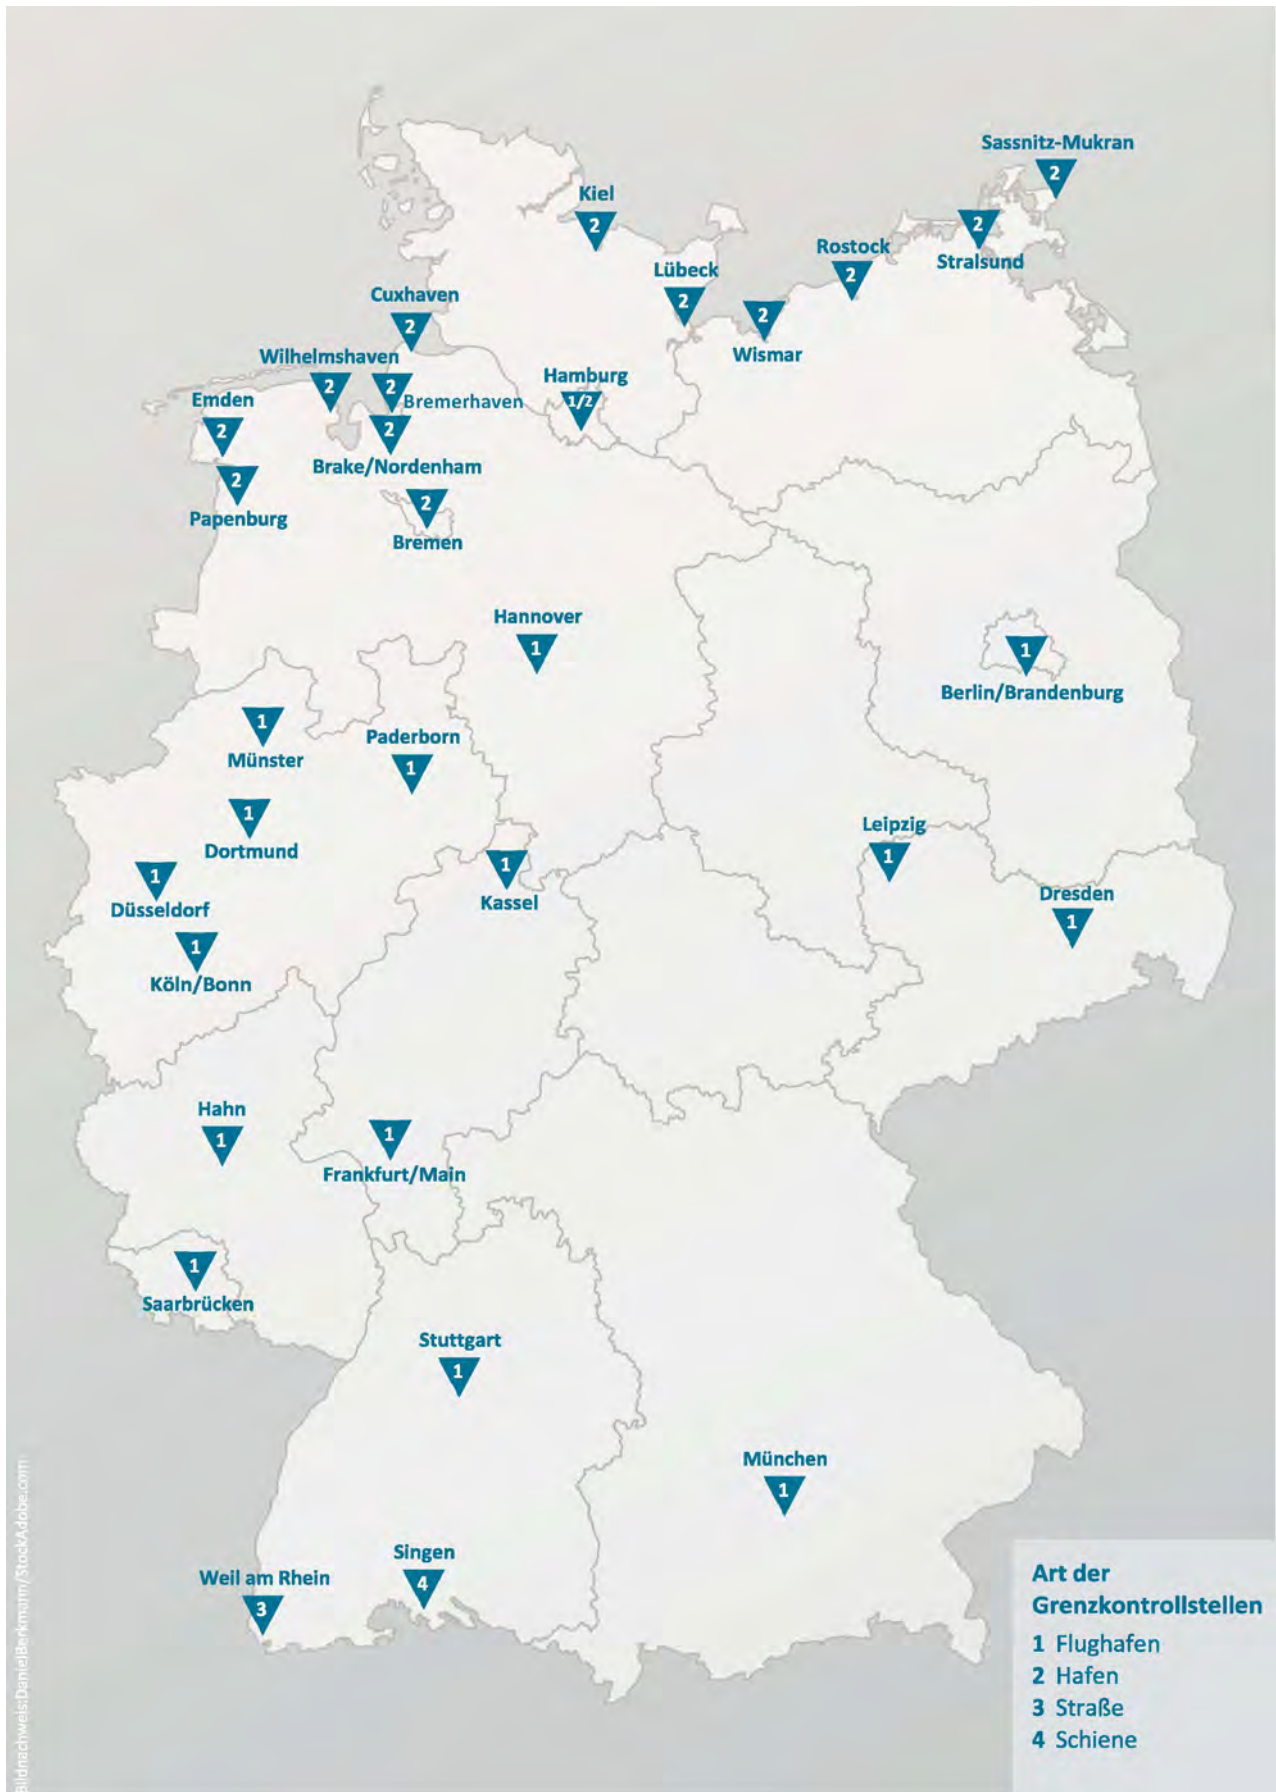 Sassnitz-Mukran
2
Kiel
2
2
Stralsund
Rostock
2
Lübeck
2
2
Wismar
Cuxhaven
2
Wilhelmshaven
2
2
Bremerhaven
Hamburg
1/2
Emden
2
2
Brake/Nordenham
2
Papenburg
2
Bremen
Hannover
1
1
Berlin/Brandenburg
1
Münster
Paderborn
1
1
Dortmund
Leipzig
1
1
Kassel
1
Düsseldorf
Dresden
1
1
Köln/Bonn
Hahn
1
1
Frankfurt/Main
1
Saarbrücken
Stuttgart
1
München
1
Singen
4
Weil am Rhein
3
Art der
Grenzkontrollstellen
1 Flughafen
2 Hafen
3 Straße
4 Schiene
Bildnachweis:DanielBerkmann/StockAdobe.com